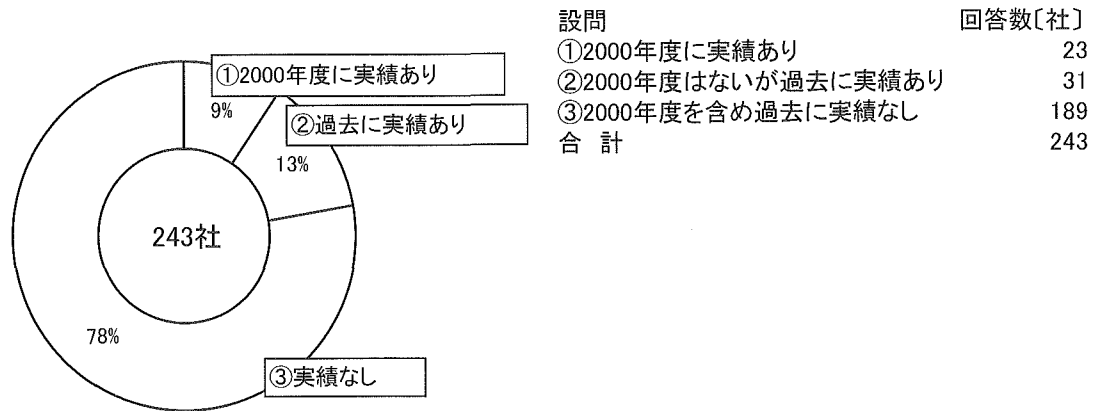 ①2000年度に実績あり
9%
②過去に実績あり
13%
243社
78%
③実績なし
設問 回答数〔社〕
①2000年度に実績あり 23
②2000年度はないが過去に実績あり 31
③2000年度を含め過去に実績なし 189
合 計 243